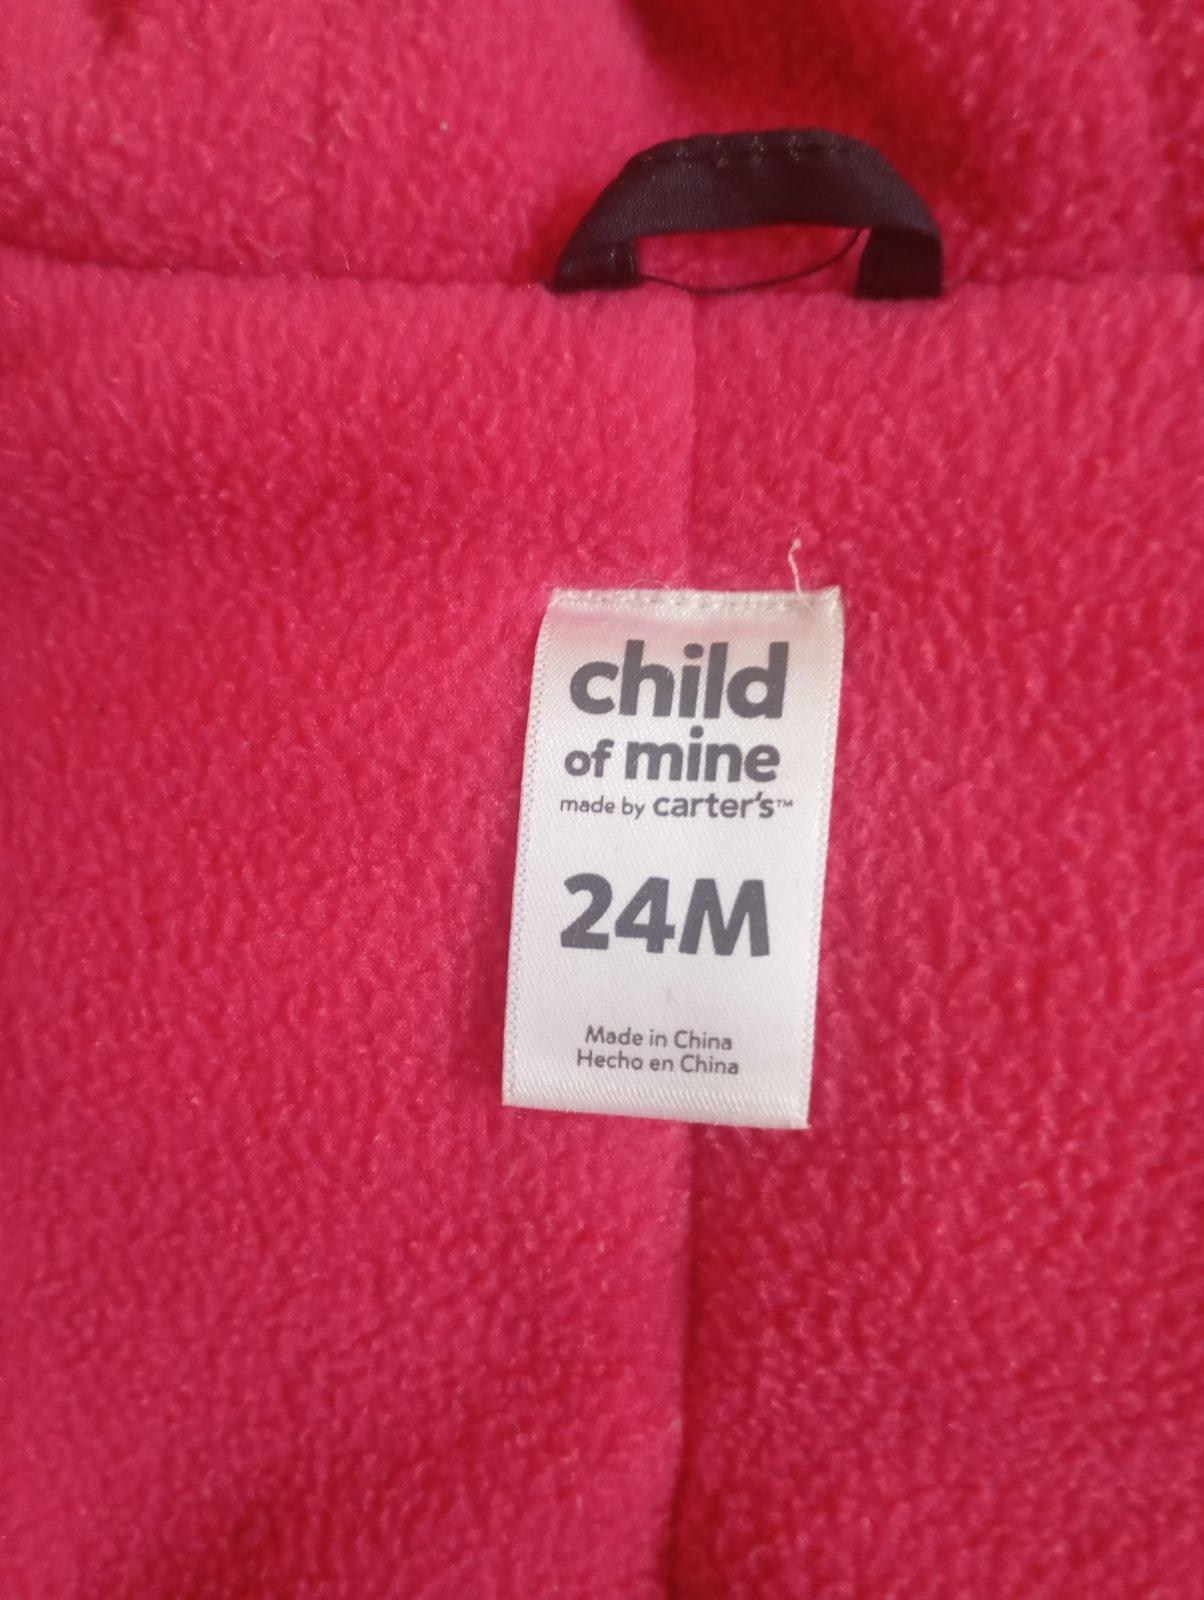 child
of mine
made by carter's™
24M
Made in China
Hecho en China